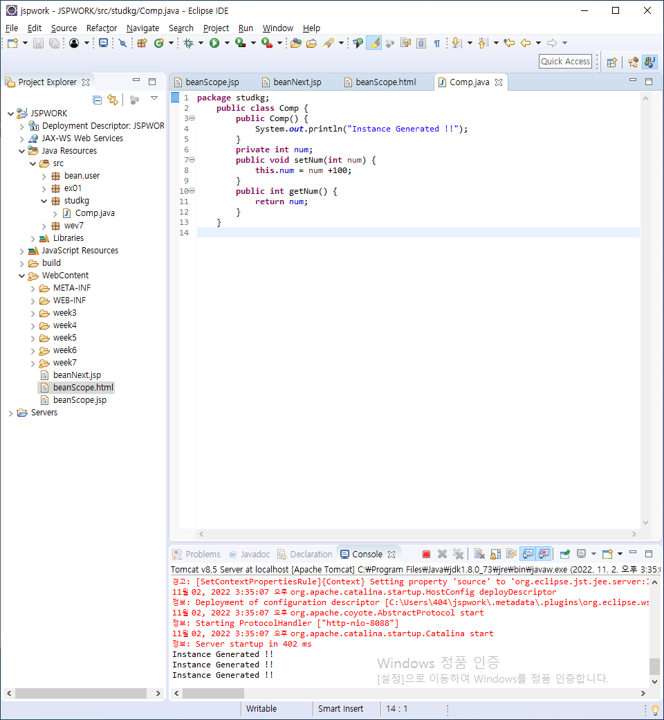 jspwork - JSPWORK/src/studkg/Comp.java - Eclipse IDE
File Edit Source Refactor Navigate Search Project Run Window Help
Quick Access
Project Explorer
JSPWORK
Deployment Descriptor: JSPWOR
JAX-WS Web Services
Java Resources
src
bean.user
ex01
studkg
Comp.java
wev7
Libraries
JavaScript Resources
build
WebContent
META-INF
WEB-INF
week3
week4
week5
week6
week7
beanNext.jsp
beanScope.html
beanScope.jsp
Servers
beanScope.jsp beanNext.jsp beanScope.html Comp.java
1 package studkg;
2 public class Comp {
3 public Comp() {
4 System.out.println("Instance Generated !!");
5 }
6 private int num;
7 public void setNum(int num) {
8 this.num = num +100;
9 }
10 public int getNum() {
11 return num;
12 }
13 }
14
Problems Javadoc Declaration Console
Tomcat v8.5 Server at localhost [Apache Tomcat] C:₩Program Files₩Java₩jdk1.8.0_73₩jre₩bin₩javaw.exe (2022. 11. 2. 오후 3:35:0
경고: [SetContextPropertiesRule]{Context} Setting property 'source' to 'org.eclipse.jst.jee.server:
11월 02, 2022 3:35:07 오후 org.apache.catalina.startup.HostConfig deployDescriptor
정보: Deployment of configuration descriptor [C:\Users\404\jspwork\.metadata\.plugins\org.eclipse.ws
11월 02, 2022 3:35:07 오후 org.apache.coyote.AbstractProtocol start
정보: Starting ProtocolHandler ["http-nio-8088"]
11월 02, 2022 3:35:07 오후 org.apache.catalina.startup.Catalina start
정보: Server startup in 402 ms
Instance Generated !!
Instance Generated !!
Instance Generated !!
Windows 정품 인증
[설정]으로 이동하여 Windows를 정품 인증합니다.
Writable Smart Insert 14 : 1